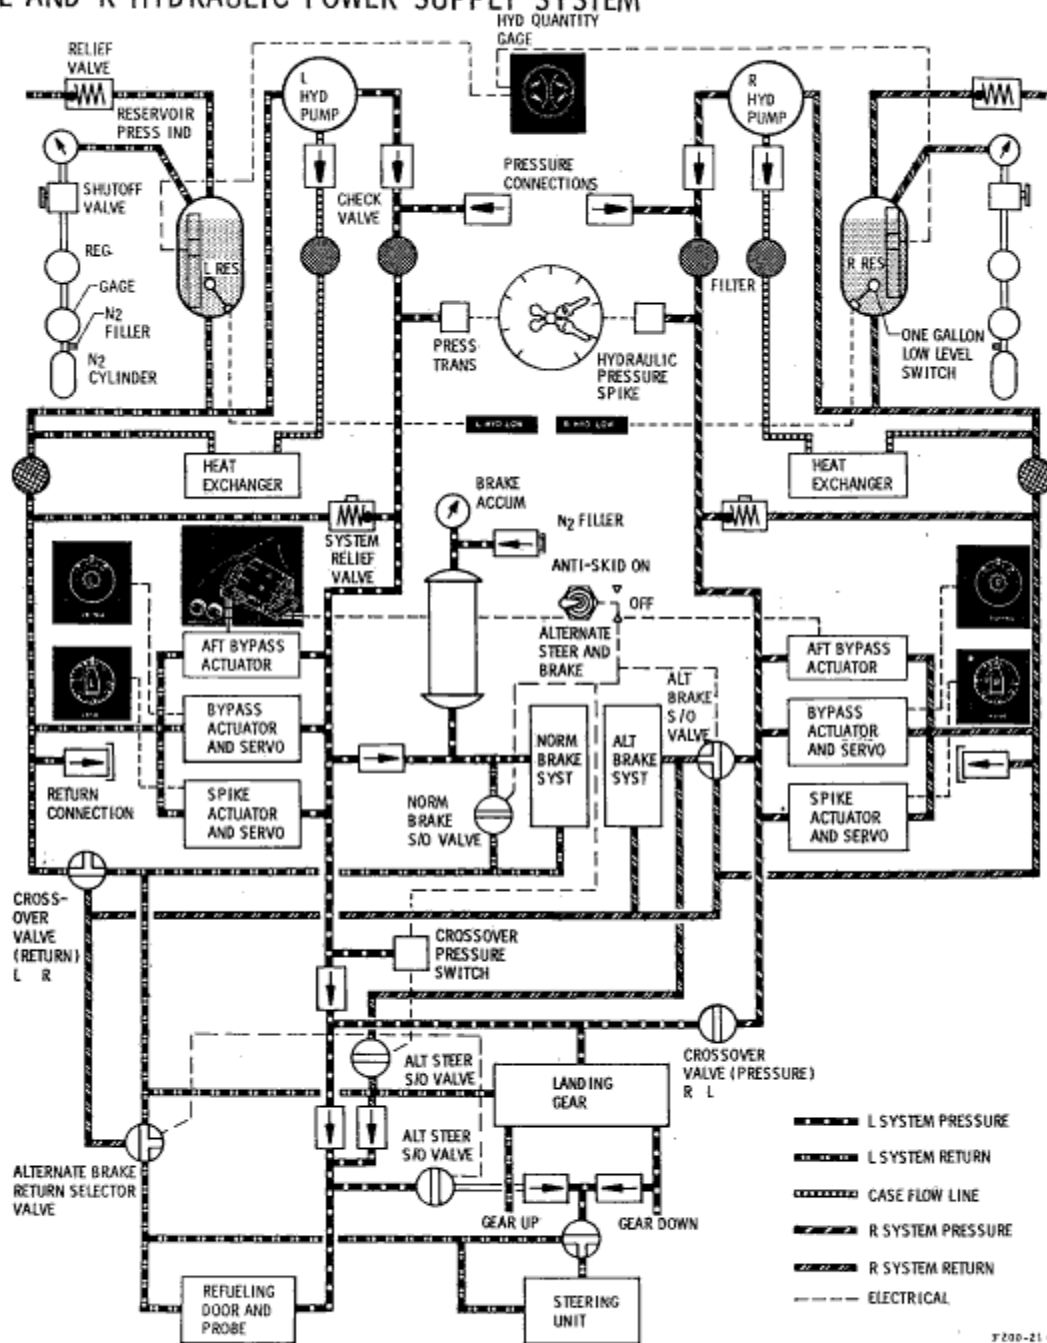 L AND R HYDRAULIC POWER SUPPLY SYSTEM
HYD QUANTITY
GAGE
RELIEF
VALVE
L
HYD
PUMP
R
HYD
PUMP
RESERVOIR
PRESS IND
PRESSURE
CONNECTIONS
SHUTOFF
VALVE
CHECK
VALVE
REG
L RES
R RES
FILTER
GAGE
N2
FILLER
N2
CYLINDER
PRESS
TRANS
HYDRAULIC
PRESSURE
SPIKE
ONE GALLON
LOW LEVEL
SWITCH
L HYD LOW
R HYD LOW
HEAT
EXCHANGER
HEAT
EXCHANGER
BRAKE
ACCUM
N2 FILLER
SYSTEM
RELIEF
VALVE
ANTI-SKID ON
OFF
ALTERNATE
STEER AND
BRAKE
AFT BYPASS
ACTUATOR
AFT BYPASS
ACTUATOR
ALT
BRAKE
S/O
VALVE
BYPASS
ACTUATOR
AND SERVO
NORM
BRAKE
SYST
ALT
BRAKE
SYST
BYPASS
ACTUATOR
AND SERVO
RETURN
CONNECTION
SPIKE
ACTUATOR
AND SERVO
NORM
BRAKE
S/O VALVE
SPIKE
ACTUATOR
AND SERVO
CROSS-
OVER
VALVE
(RETURN)
L R
CROSSOVER
PRESSURE
SWITCH
ALT STEER
S/O VALVE
CROSSOVER
VALVE (PRESSURE)
R L
LANDING
GEAR
ALT STEER
S/O VALVE
ALTERNATE BRAKE
RETURN SELECTOR
VALVE
GEAR UP
GEAR DOWN
REFUELING
DOOR AND
PROBE
STEERING
UNIT
L SYSTEM PRESSURE
L SYSTEM RETURN
CASE FLOW LINE
R SYSTEM PRESSURE
R SYSTEM RETURN
ELECTRICAL